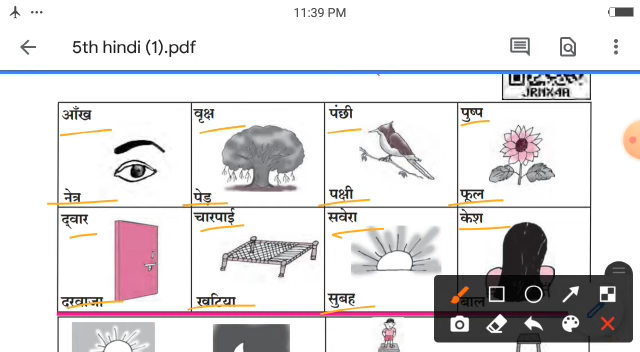 11:39 PM
5th hindi (1).pdf
JRNX4A
आँख
वृक्ष
पंछी
पुष्प
नेत्र
पेड़
पक्षी
फूल
द्‌वार
चारपाई
सवेरा
केश
दरवाजा
खटिया
सुबह
बाल